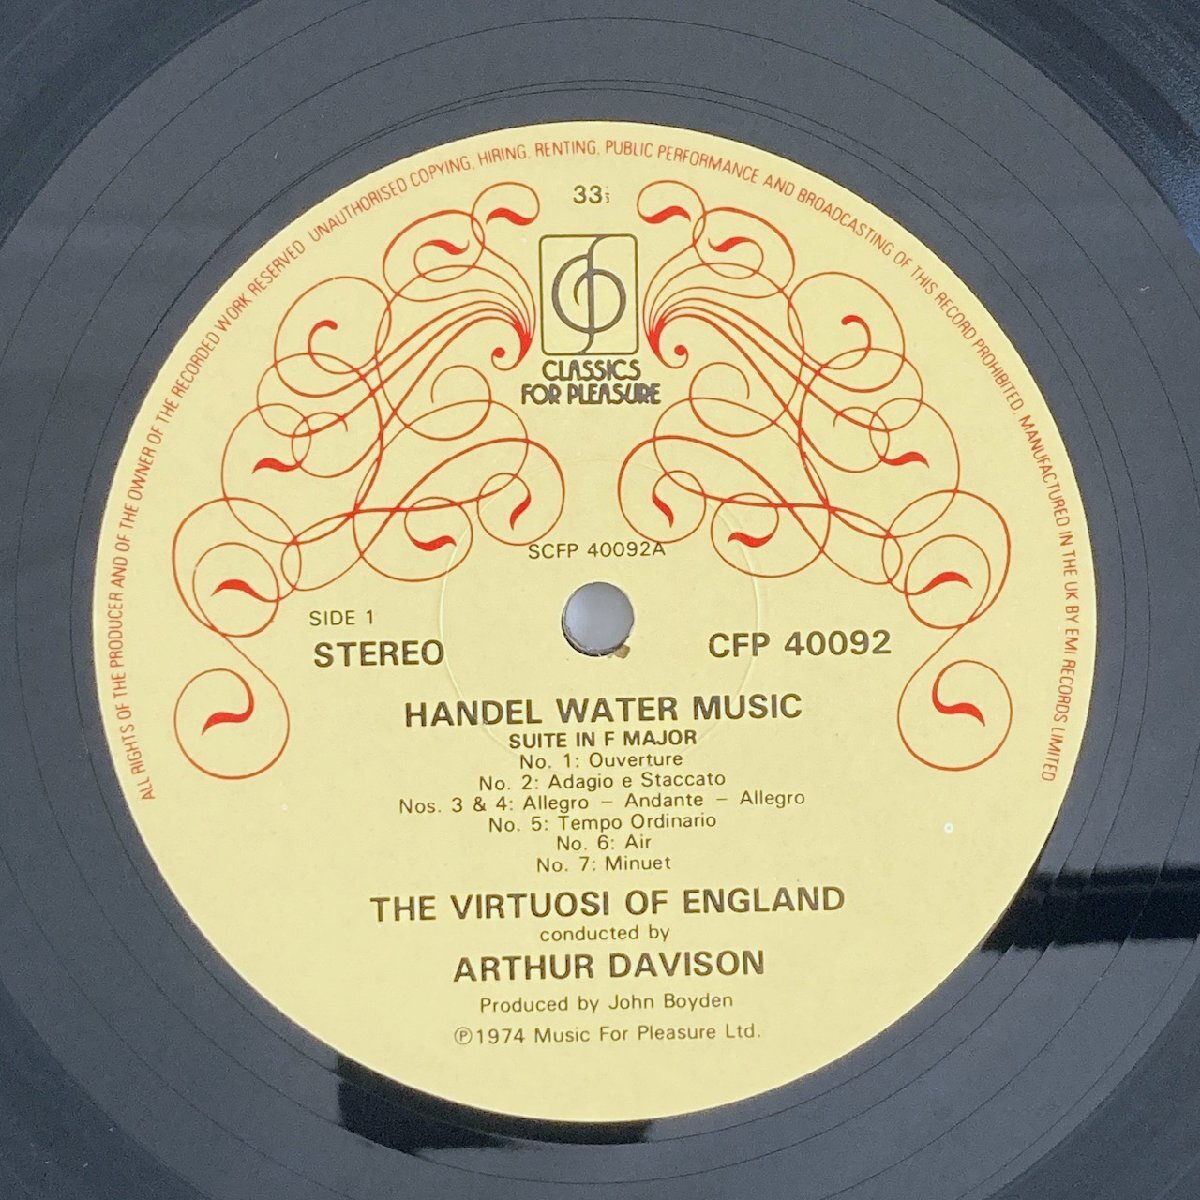 ALL RIGHTS OF THE PRODUCER AND OF THE OWNER OF THE RECORDED WORK RESERVED. UNAUTHORISED COPYING, HIRING, RENTING, PUBLIC PERFORMANCE AND BROADCASTING OF THIS RECORD PROHIBITED. MANUFACTURED IN THE UK BY EMI RECORDS LIMITED
33⅓
CLASSICS
FOR PLEASURE
SCFP 40092A
SIDE 1
STEREO
CFP 40092
HANDEL WATER MUSIC
SUITE IN F MAJOR
No. 1: Ouverture
No. 2: Adagio e Staccato
Nos. 3 & 4: Allegro – Andante – Allegro
No. 5: Tempo Ordinario
No. 6: Air
No. 7: Minuet
THE VIRTUOSI OF ENGLAND
conducted by
ARTHUR DAVISON
Produced by John Boyden
℗1974 Music For Pleasure Ltd.